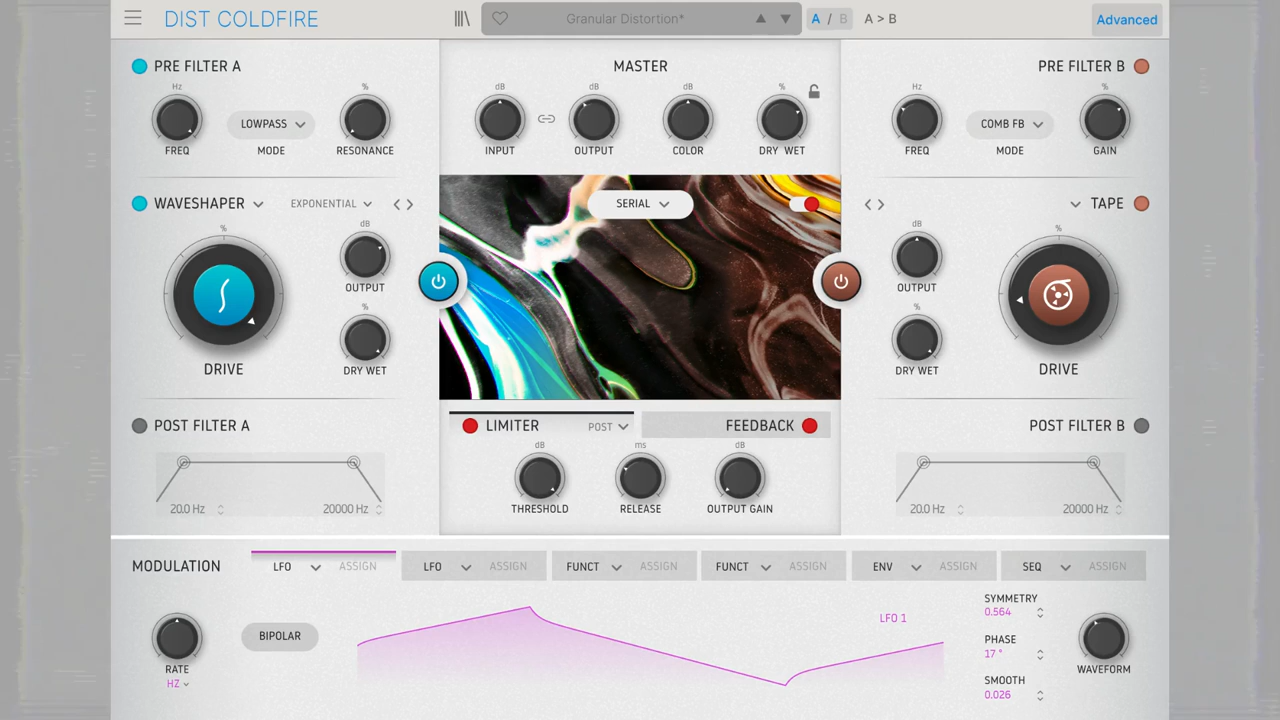 DIST COLDFIRE
Granular Distortion*
A / B
A > B
Advanced
PRE FILTER A
Hz
%
LOWPASS
FREQ
MODE
RESONANCE
MASTER
dB
dB
dB
%
INPUT
OUTPUT
COLOR
DRY WET
PRE FILTER B
Hz
%
COMB FB
FREQ
MODE
GAIN
WAVESHAPER
EXPONENTIAL
%
dB
OUTPUT
%
DRIVE
DRY WET
SERIAL
TAPE
dB
%
OUTPUT
%
DRY WET
DRIVE
POST FILTER A
20.0 Hz
20000 Hz
LIMITER
POST
FEEDBACK
dB
ms
dB
THRESHOLD
RELEASE
OUTPUT GAIN
POST FILTER B
20.0 Hz
20000 Hz
MODULATION
LFO
ASSIGN
LFO
ASSIGN
FUNCT
ASSIGN
FUNCT
ASSIGN
ENV
ASSIGN
SEQ
ASSIGN
RATE
HZ
BIPOLAR
LFO 1
SYMMETRY
0.564
PHASE
17 °
SMOOTH
0.026
WAVEFORM